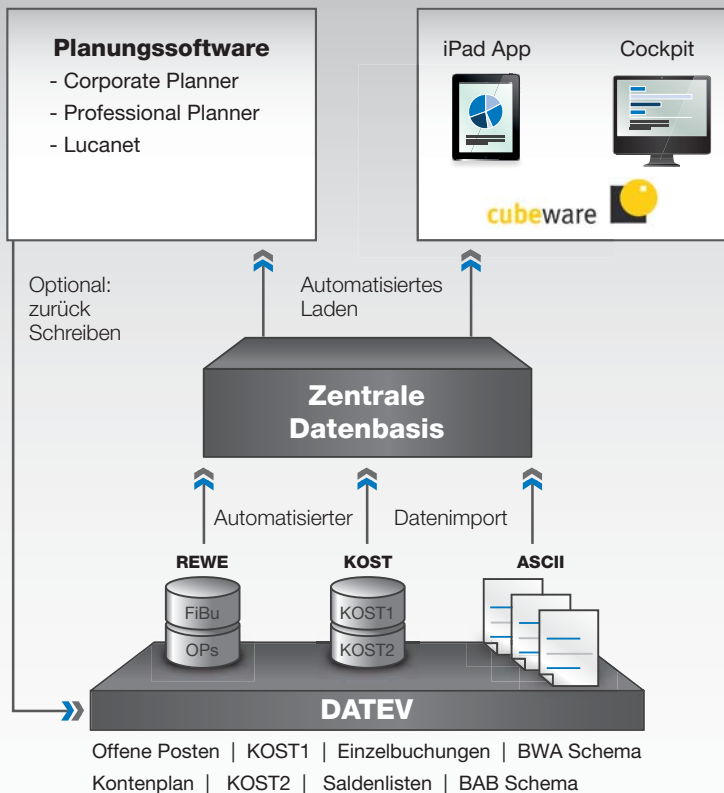 Planungssoftware
- Corporate Planner
- Professional Planner
- Lucanet
iPad App
Cockpit
cubeware
Optional:
zurück
Schreiben
Automatisiertes
Laden
Zentrale
Datenbasis
Automatisierter
Datenimport
REWE
KOST
ASCII
FiBu
OPs
KOST1
KOST2
DATEV
Offene Posten | KOST1 | Einzelbuchungen | BWA Schema
Kontenplan | KOST2 | Saldenlisten | BAB Schema